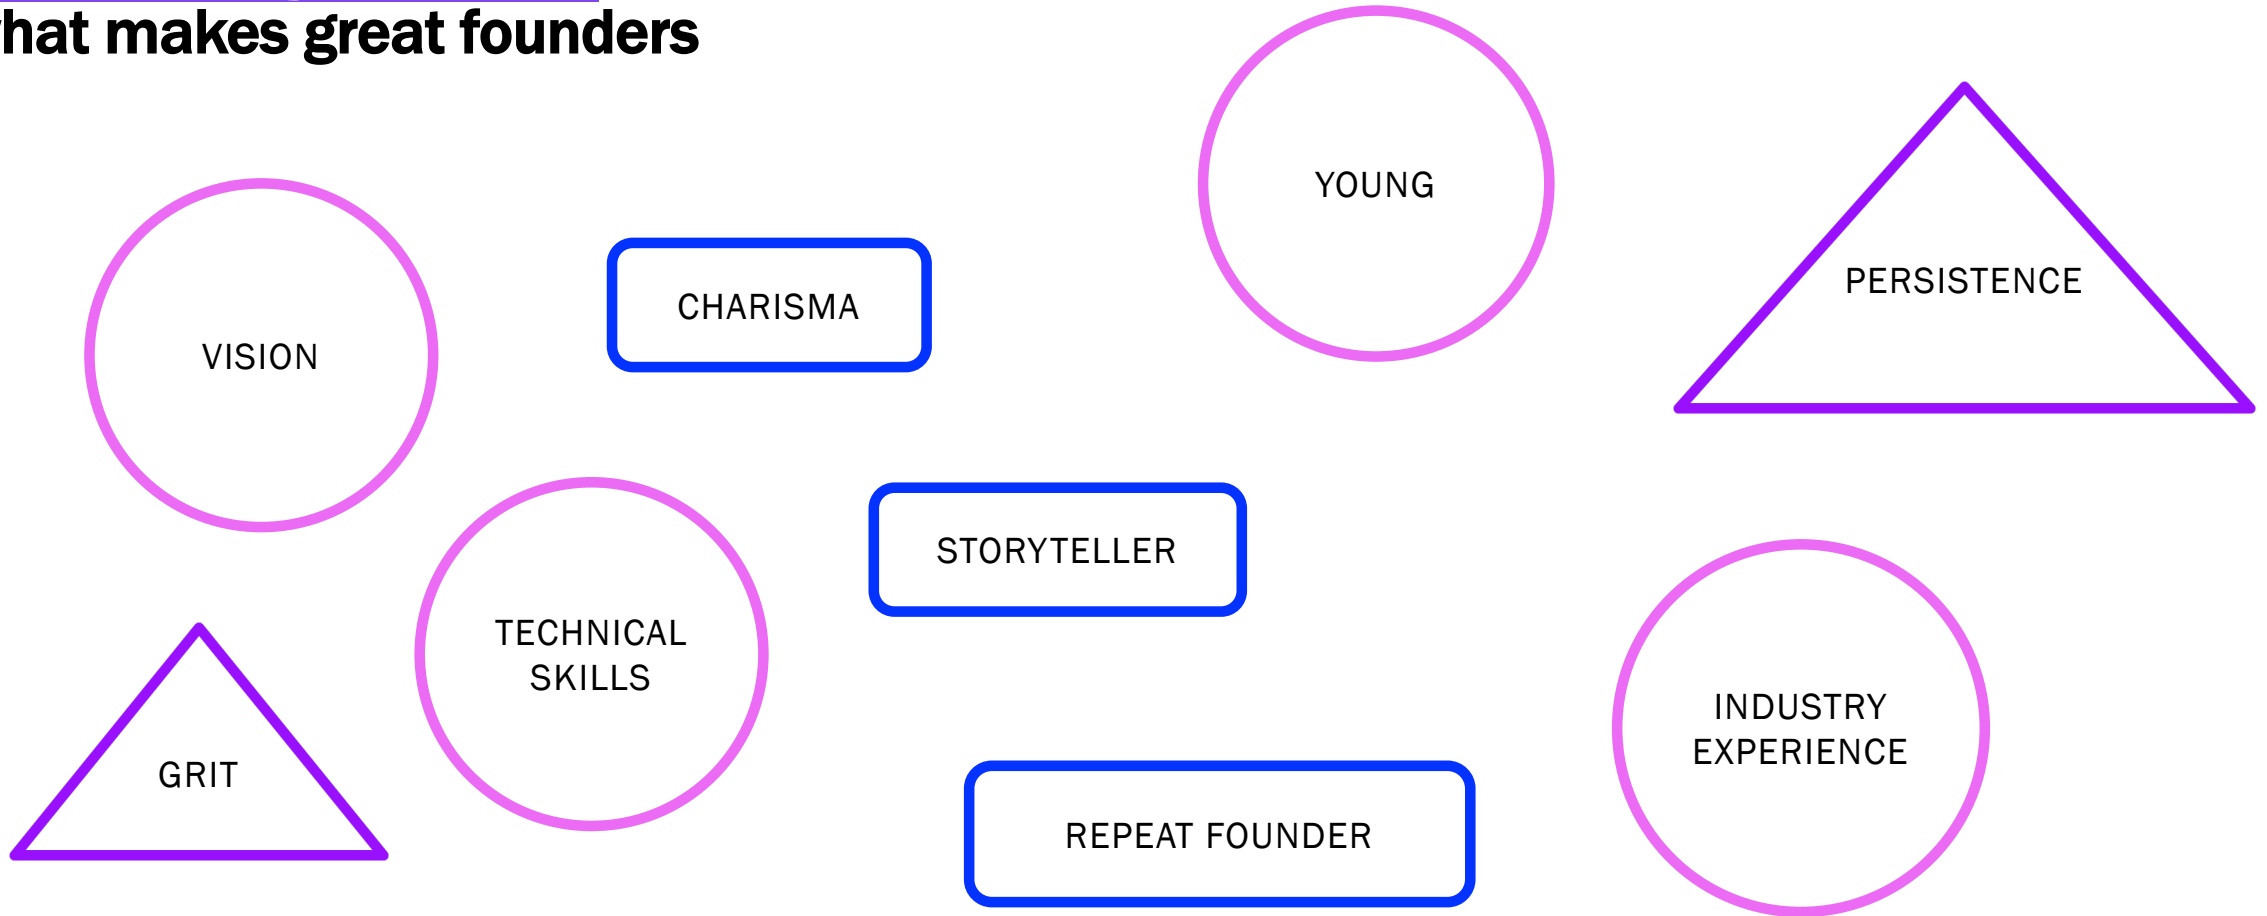 hat makes great founders
YOUNG
PERSISTENCE
CHARISMA
VISION
STORYTELLER
TECHNICAL
SKILLS
INDUSTRY
EXPERIENCE
GRIT
REPEAT FOUNDER